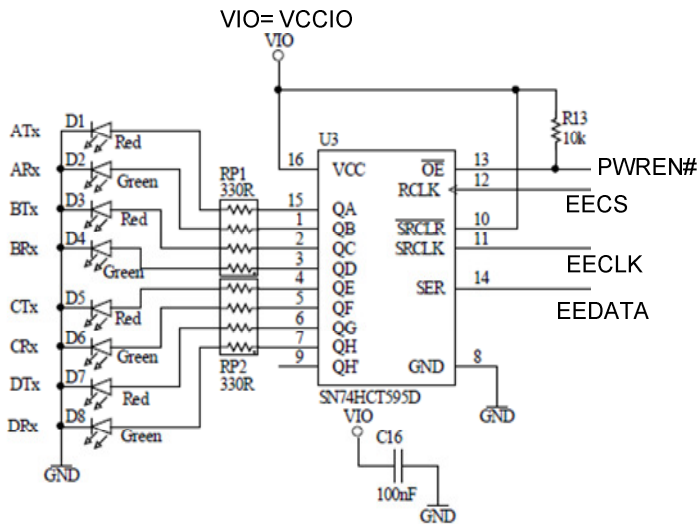 VIO= VCCIO
VIO
R13
10k
U3
ATx D1 Red
ARx D2 Green
BTx D3 Red
BRx D4 Green
CTx D5 Red
CRx D6 Green
DTx D7 Red
DRx D8 Green
GND
RP1
330R
RP2
330R
16 VCC OE 13 PWREN#
RCLK 12 EECS
15 QA
1 QB SRCLR 10
2 QC SRCLK 11 EECLK
3 QD
4 QE SER 14 EEDATA
5 QF
6 QG
7 QH
9 QH' GND 8
SN74HCT595D
GND
VIO
C16
100nF
GND